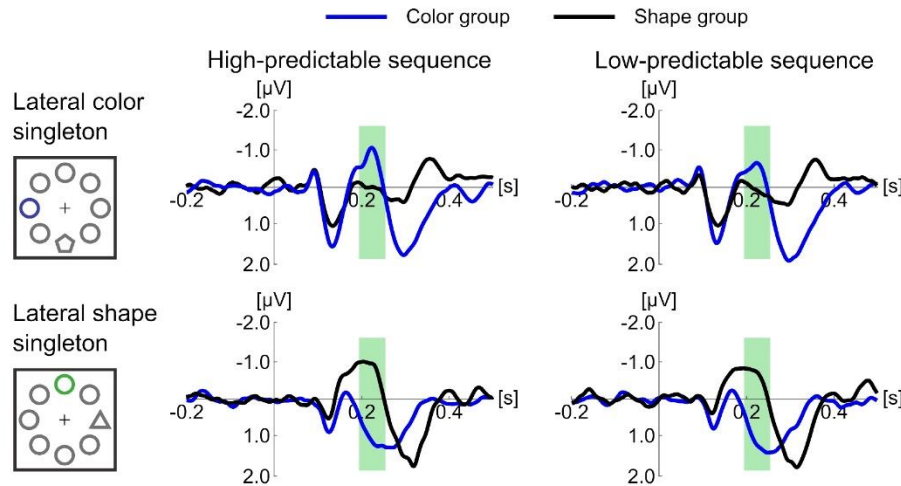 Color group Shape group
High-predictable sequence Low-predictable sequence
Lateral color
singleton
[µV] [µV]
-2.0 -2.0
-1.0 -1.0
[s] [s]
-0.2 0.2 0.4 -0.2 0.2 0.4
1.0 1.0
2.0 2.0
Lateral shape
singleton
[µV] [µV]
-2.0 -2.0
-1.0 -1.0
[s] [s]
-0.2 0.2 0.4 -0.2 0.2 0.4
1.0 1.0
2.0 2.0